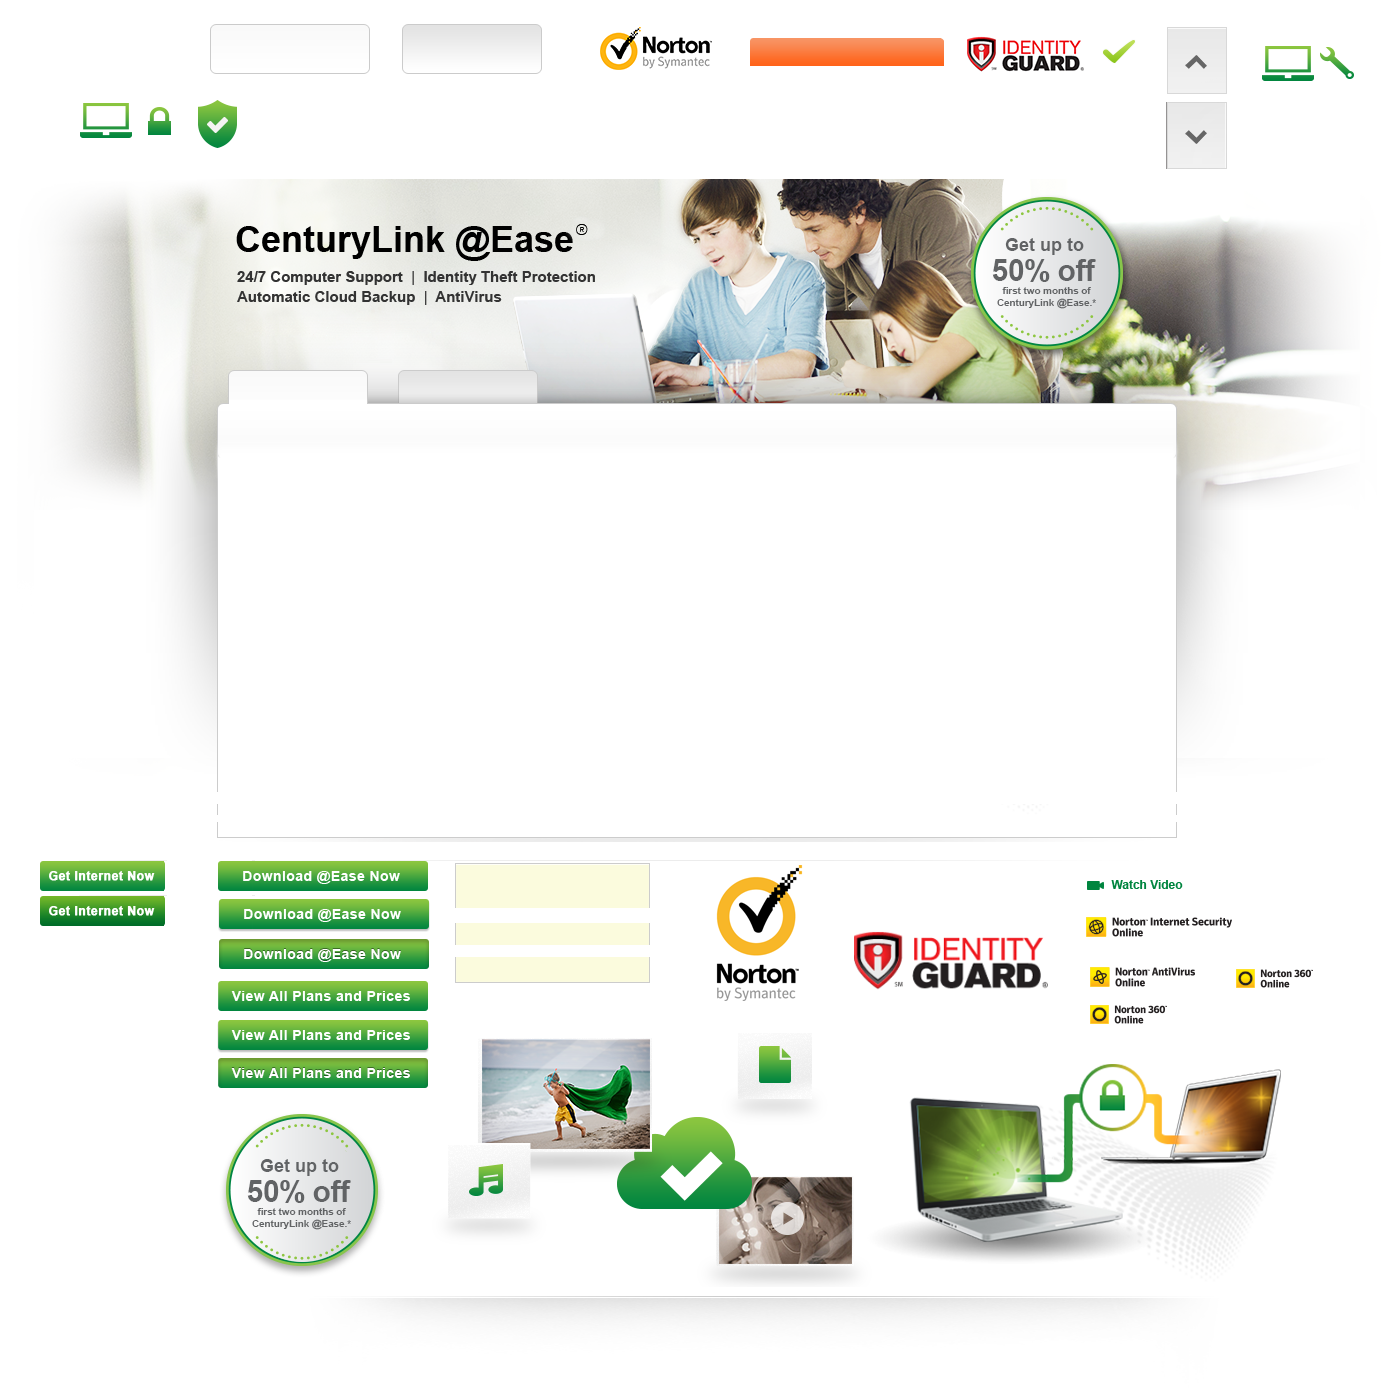 Norton
by Symantec
IDENTITY
GUARD®
SM
CenturyLink @Ease®
24/7 Computer Support | Identity Theft Protection
Automatic Cloud Backup | AntiVirus
Get up to
50% off
first two months of
CenturyLink @Ease.*
Get Internet Now
Get Internet Now
Download @Ease Now
Download @Ease Now
Download @Ease Now
View All Plans and Prices
View All Plans and Prices
View All Plans and Prices
Norton
by Symantec
IDENTITY
GUARD®
SM
Watch Video
Norton Internet Security
Online
Norton AntiVirus
Online
Norton 360
Online
Norton 360
Online
Get up to
50% off
first two months of
CenturyLink @Ease.*